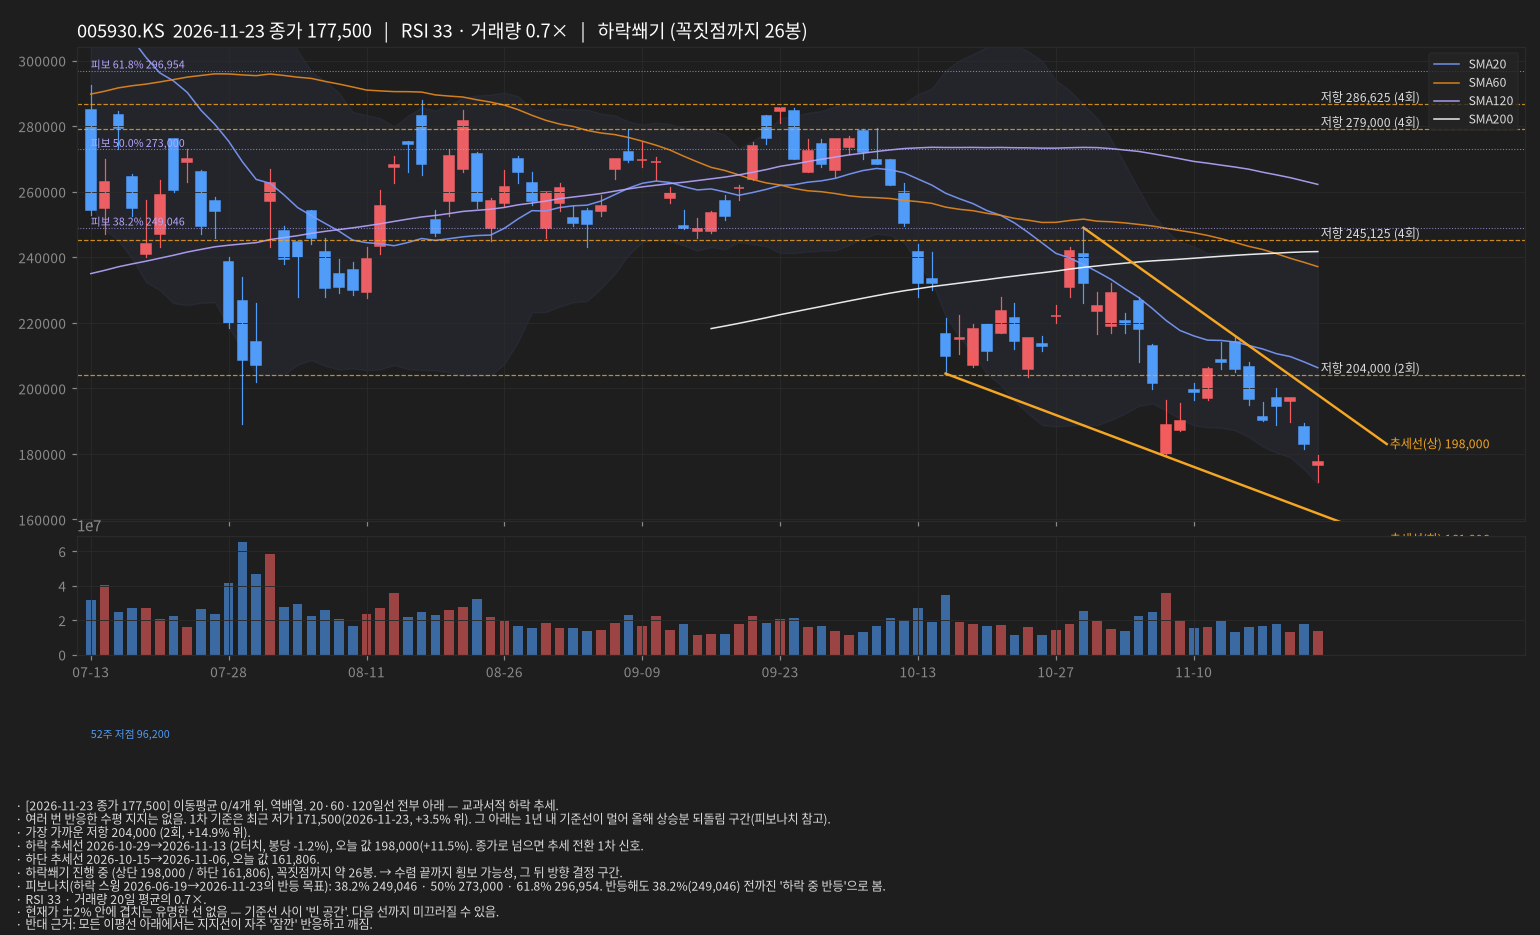 005930.KS 2026-11-23 종가 177,500 | RSI 33 · 거래량 0.7× | 하락쐐기 (꼭짓점까지 26봉)
300000
280000
260000
240000
220000
200000
180000
160000
피보 61.8% 296,954
피보 50.0% 273,000
피보 38.2% 249,046
저항 286,625 (4회)
저항 279,000 (4회)
저항 245,125 (4회)
저항 204,000 (2회)
추세선(상) 198,000
SMA20
SMA60
SMA120
SMA200
1e7
6
4
2
0
07-13
07-28
08-11
08-26
09-09
09-23
10-13
10-27
11-10
52주 저점 96,200
· [2026-11-23 종가 177,500] 이동평균 0/4개 위. 역배열. 20·60·120일선 전부 아래 — 교과서적 하락 추세.
· 여러 번 반응한 수평 지지는 없음. 1차 기준은 최근 저가 171,500(2026-11-23, +3.5% 위). 그 아래는 1년 내 기준선이 멀어 올해 상승분 되돌림 구간(피보나치 참고).
· 가장 가까운 저항 204,000 (2회, +14.9% 위).
· 하락 추세선 2026-10-29→2026-11-13 (2터치, 봉당 -1.2%), 오늘 값 198,000(+11.5%). 종가로 넘으면 추세 전환 1차 신호.
· 하단 추세선 2026-10-15→2026-11-06, 오늘 값 161,806.
· 하락쐐기 진행 중 (상단 198,000 / 하단 161,806), 꼭짓점까지 약 26봉. → 수렴 끝까지 횡보 가능성, 그 뒤 방향 결정 구간.
· 피보나치(하락 스윙 2026-06-19→2026-11-23의 반등 목표): 38.2% 249,046 · 50% 273,000 · 61.8% 296,954. 반등해도 38.2%(249,046) 전까진 '하락 중 반등'으로 봄.
· RSI 33 · 거래량 20일 평균의 0.7×.
· 현재가 ±2% 안에 겹치는 유명한 선 없음 — 기준선 사이 '빈 공간'. 다음 선까지 미끄러질 수 있음.
· 반대 근거: 모든 이평선 아래에서는 지지선이 자주 '잠깐' 반응하고 깨짐.